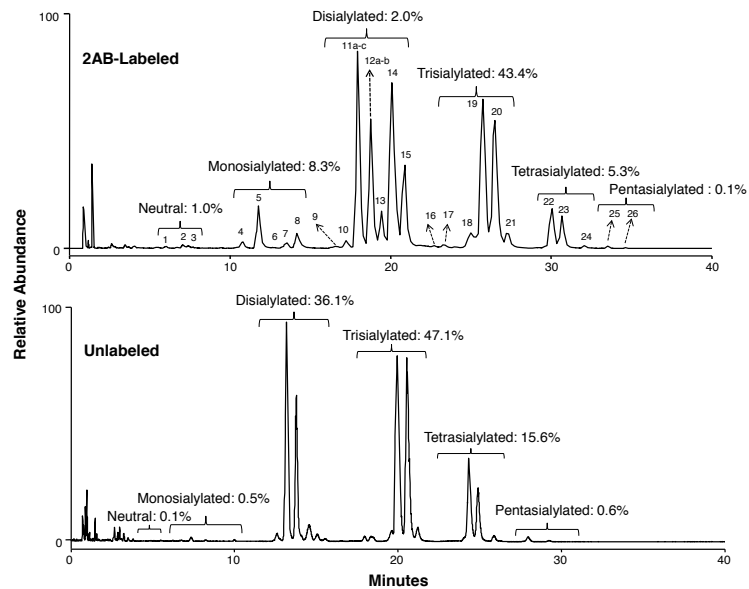 Disialylated: 2.0%
100
11a-c
2AB-Labeled
12a-b
14
Trisialylated: 43.4%
19
20
Monosialylated: 8.3%
15
Tetrasialylated: 5.3%
Pentasialylated : 0.1%
Neutral: 1.0%
5
9
13
16
17
18
21
22
23
25
26
1
2
3
4
6
7
8
10
24
0
0
10
20
30
40
Relative Abundance
Disialylated: 36.1%
100
Trisialylated: 47.1%
Unlabeled
Tetrasialylated: 15.6%
Monosialylated: 0.5%
Neutral: 0.1%
Pentasialylated: 0.6%
0
0
10
20
30
40
Minutes